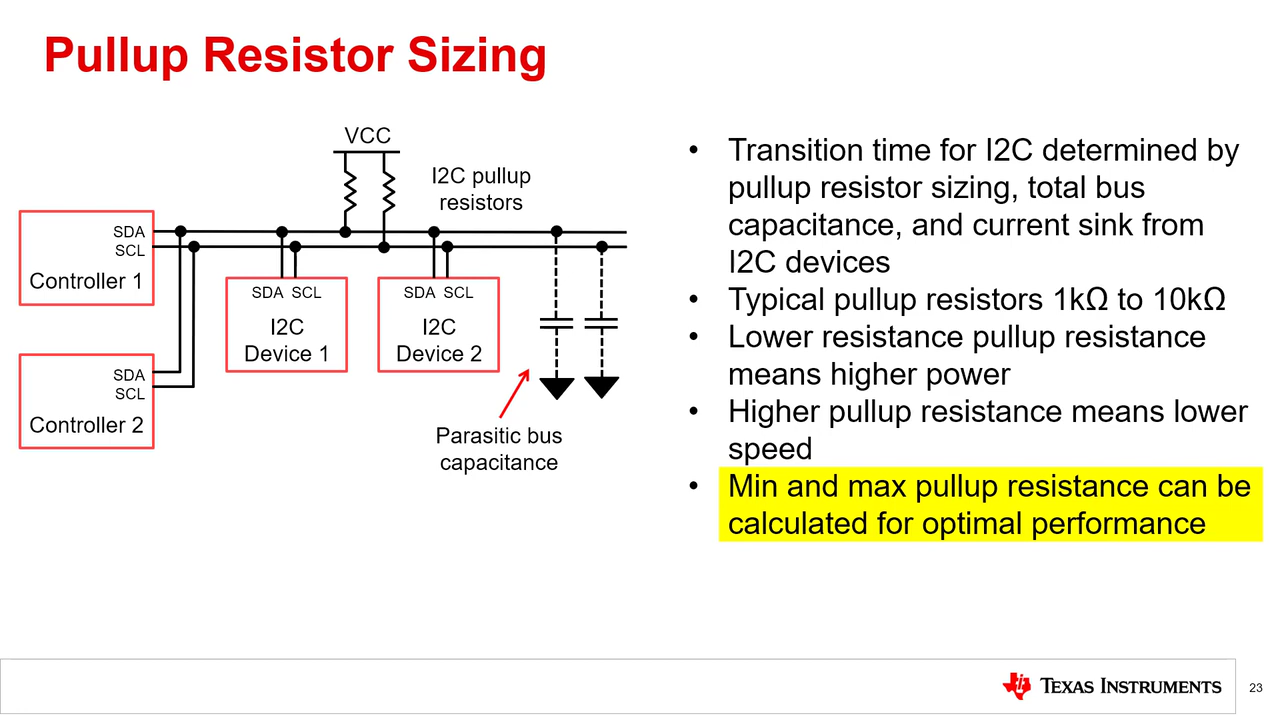 Pullup Resistor Sizing
VCC
I2C pullup
resistors
SDA
SCL
Controller 1
SDA SCL
I2C
Device 1
SDA SCL
I2C
Device 2
SDA
SCL
Controller 2
Parasitic bus
capacitance
• Transition time for I2C determined by
pullup resistor sizing, total bus
capacitance, and current sink from
I2C devices
• Typical pullup resistors 1kΩ to 10kΩ
• Lower resistance pullup resistance
means higher power
• Higher pullup resistance means lower
speed
• Min and max pullup resistance can be
calculated for optimal performance
TEXAS INSTRUMENTS
23